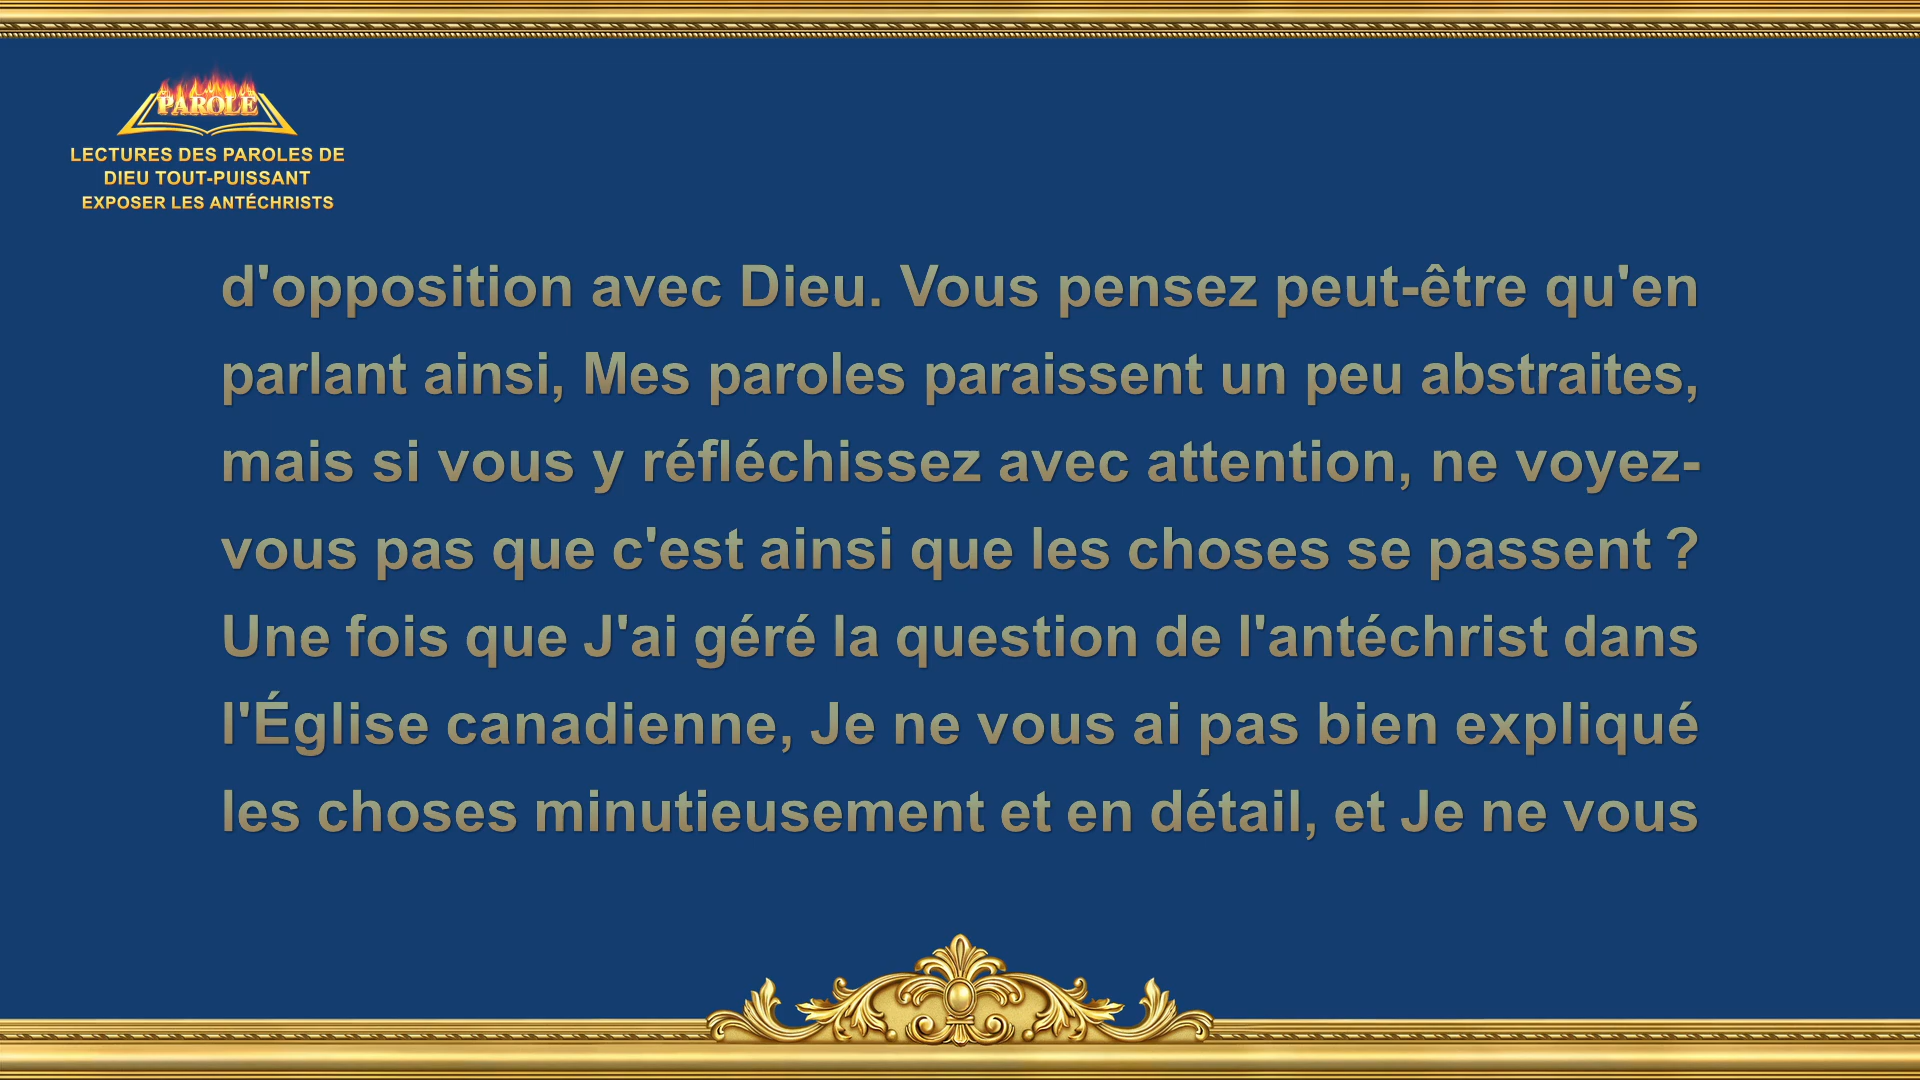 PAROLE
LECTURES DES PAROLES DE
DIEU TOUT-PUISSANT
EXPOSER LES ANTÉCHRISTS
d'opposition avec Dieu. Vous pensez peut-être qu'en
parlant ainsi, Mes paroles paraissent un peu abstraites,
mais si vous y réfléchissez avec attention, ne voyez-
vous pas que c'est ainsi que les choses se passent ?
Une fois que J'ai géré la question de l'antéchrist dans
l'Église canadienne, Je ne vous ai pas bien expliqué
les choses minutieusement et en détail, et Je ne vous